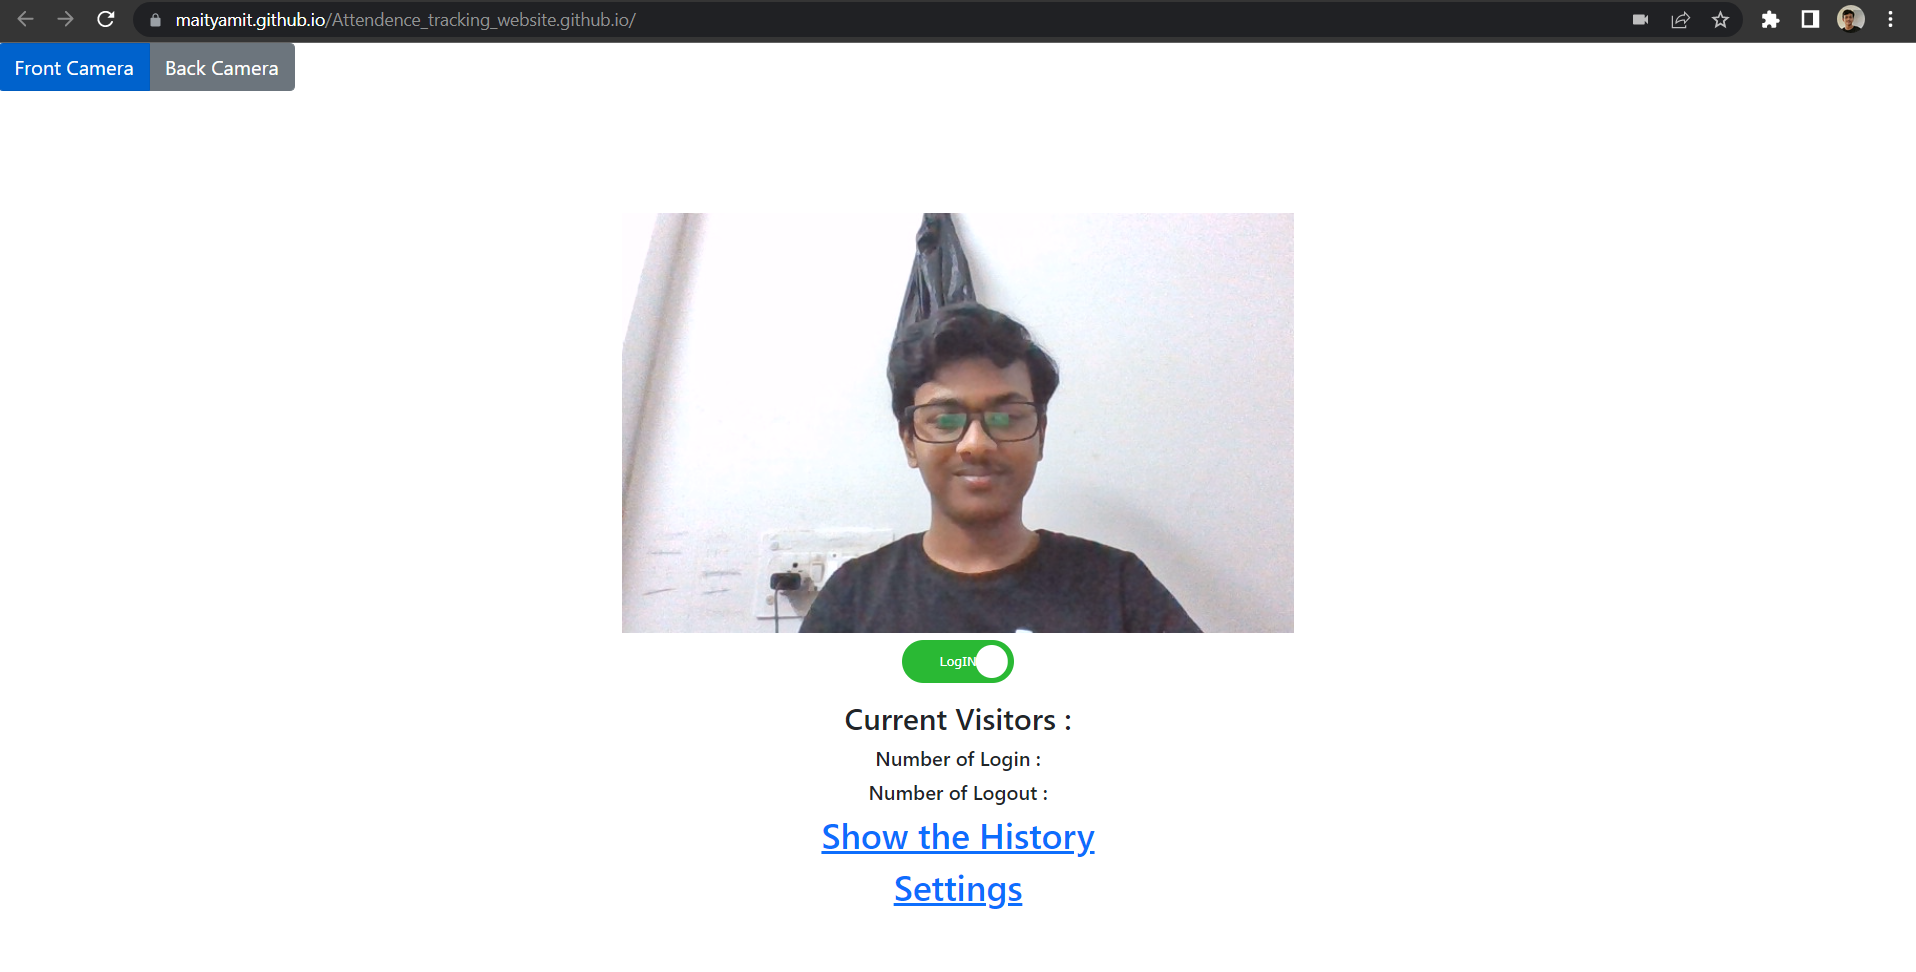 maityamit.github.io/Attendence_tracking_website.github.io/
Front Camera
Back Camera
LogIN
Current Visitors :
Number of Login :
Number of Logout :
Show the History
Settings